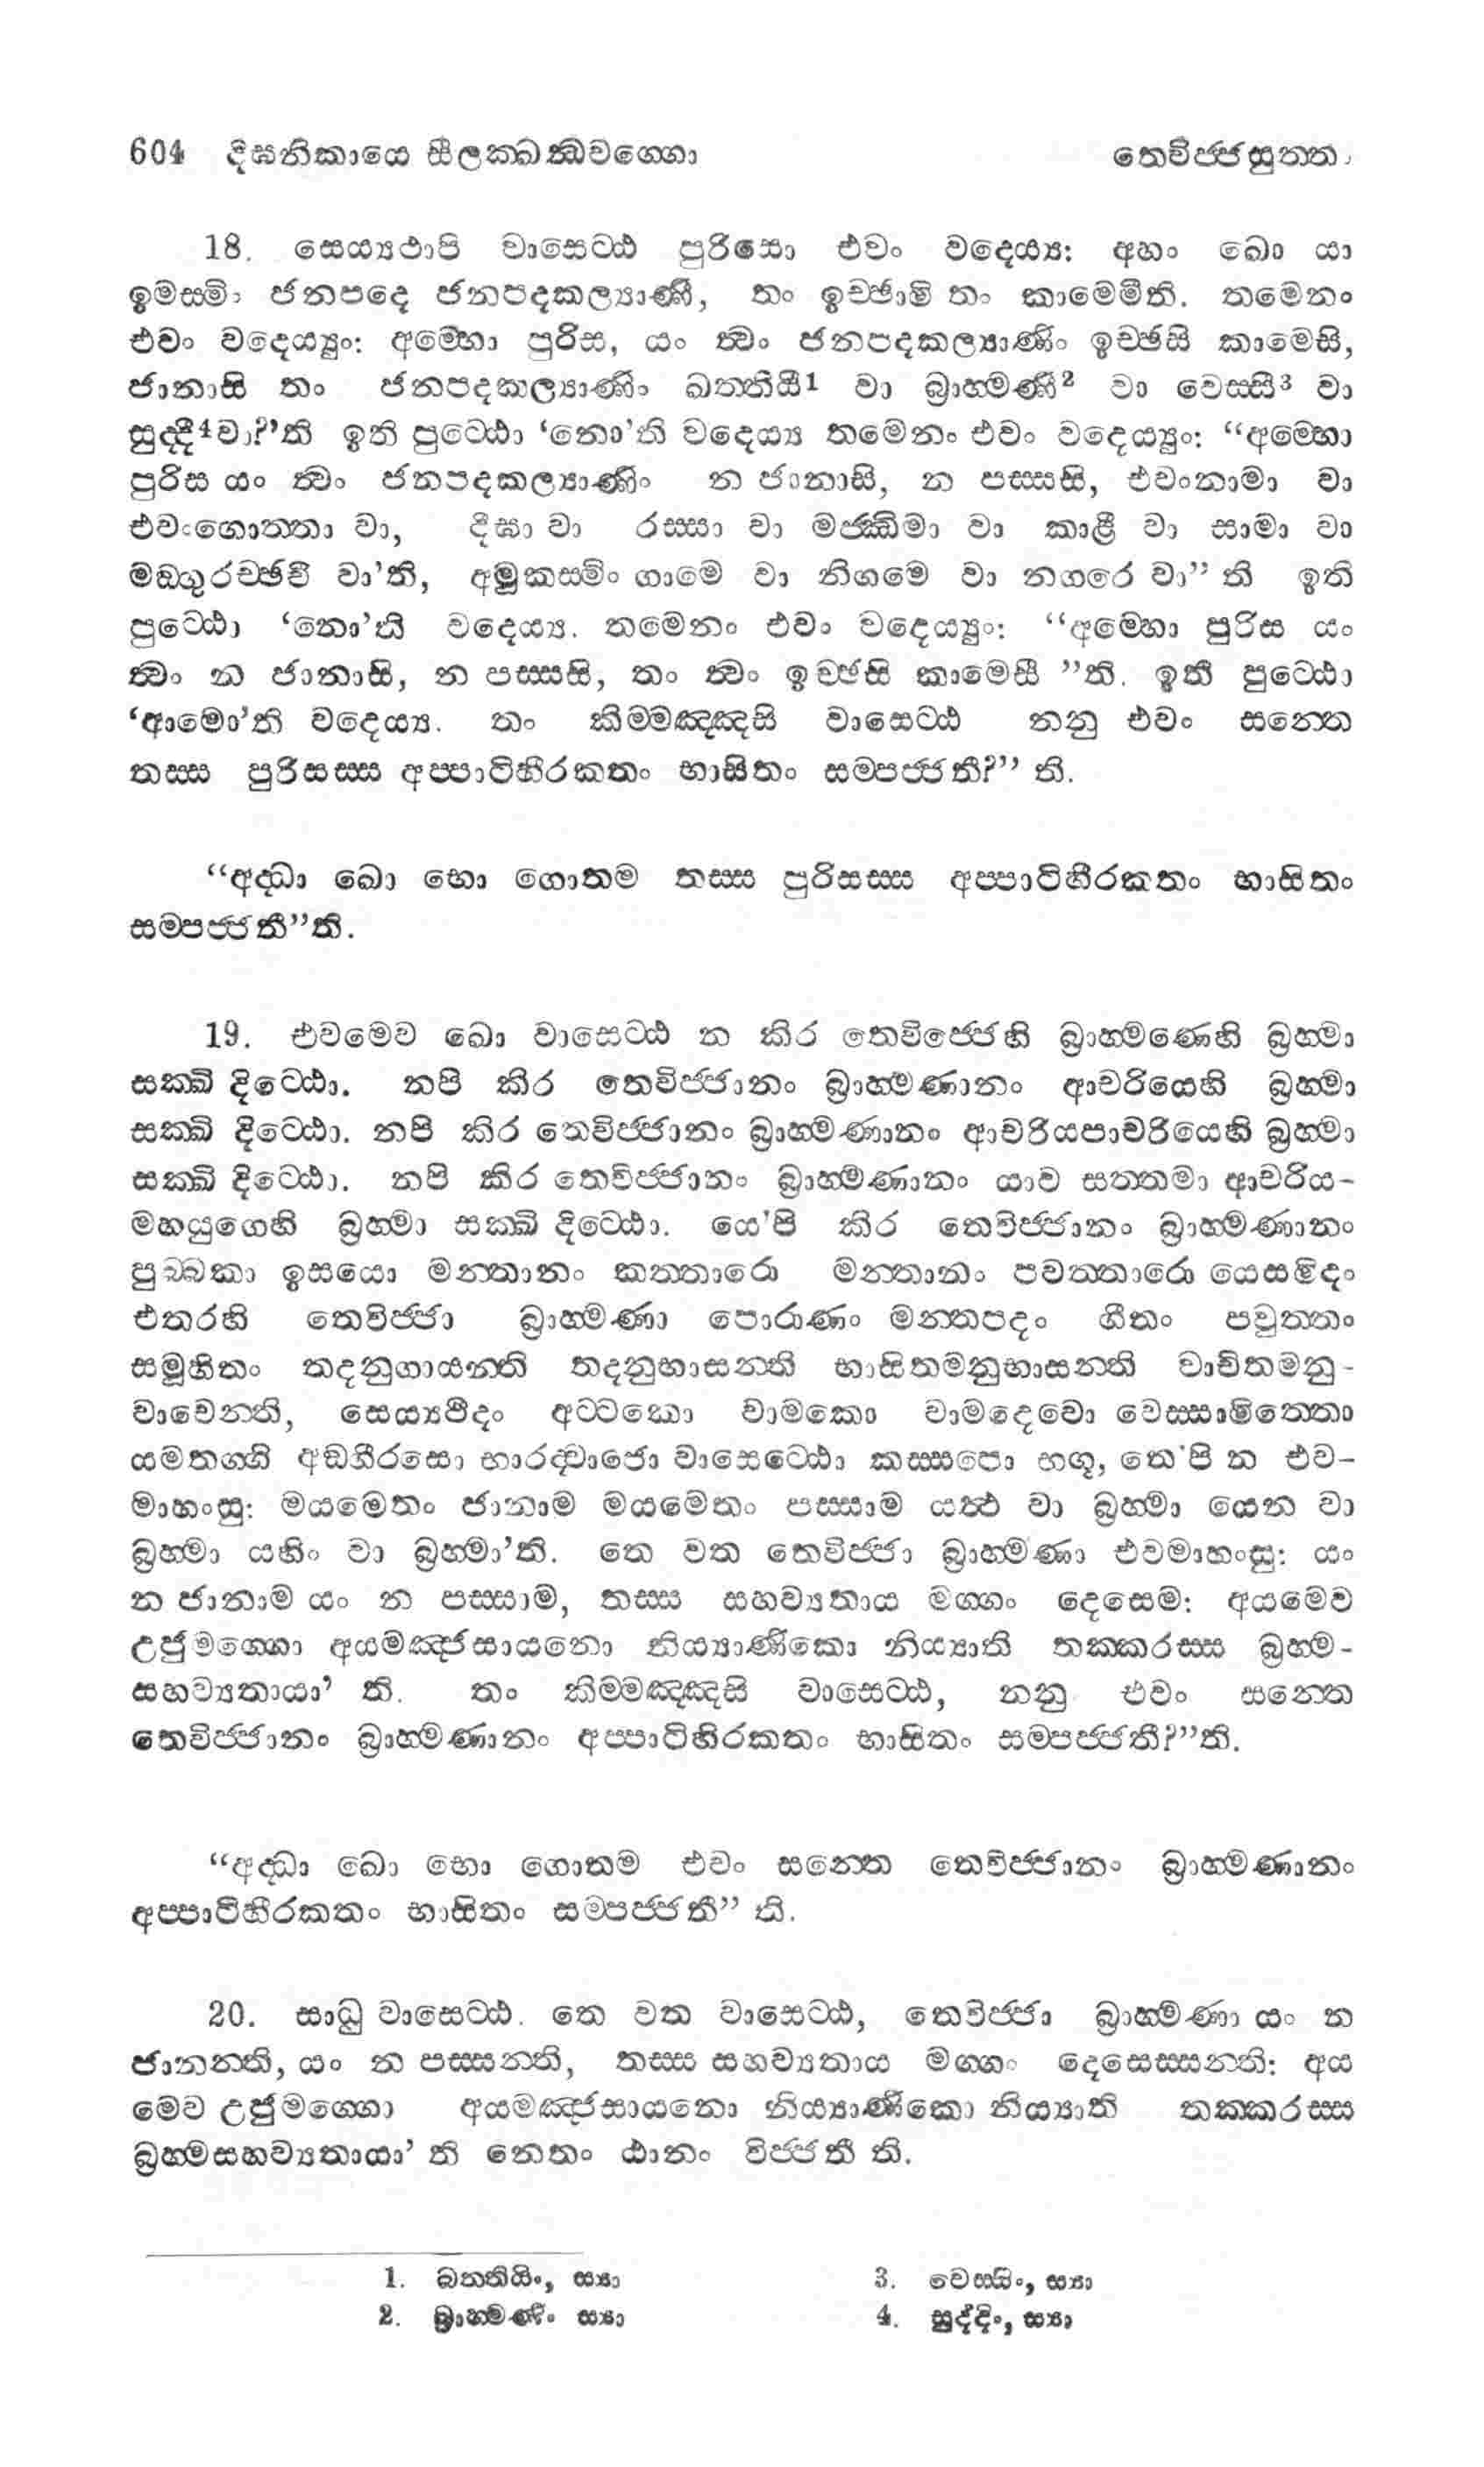 604 දීඝනිකායෙ සීලක්ඛන්ධවග්ගො තෙවිජ්ජසුත්ත
18. සෙය්‍යථාපි වාසෙට්ඨ පුරිසො එවං වදෙය්‍ය: අහං ඛො යා
ඉමස්මිං ජනපදෙ ජනපදකල්‍යාණී, තං ඉච්ඡාමි තං කාමෙමීති. තමෙනං
එවං වදෙය්‍යුං: අම්භො පුරිස, යං ත්වං ජනපදකල්‍යාණිං ඉච්ඡසි කාමෙසි,
ජානාසි තං ජනපදකල්‍යාණිං ඛත්තියී1 වා බ්‍රාහ්මණී2 වා වෙස්සී3 වා
සුද්දී4වා?’ති ඉති පුට්ඨො ‘නො’ති වදෙය්‍ය තමෙනං එවං වදෙය්‍යුං: “අම්භො
පුරිස යං ත්වං ජනපදකල්‍යාණිං න ජානාසි, න පස්සසි, එවංනාමා වා
එවංගොත්තා වා, දීඝා වා රස්සා වා මජ්ඣිමා වා කාළී වා සාමා වා
මඞ්ගුරච්ඡවී වා’ති, අමුකස්මිං ගාමෙ වා නිගමෙ වා නගරෙ වා” ති ඉති
පුට්ඨො ‘නො’ති වදෙය්‍ය. තමෙනං එවං වදෙය්‍යුං: “අම්භො පුරිස යං
ත්වං න ජානාසි, න පස්සසි, තං ත්වං ඉච්ඡසි කාමෙසී ”ති. ඉති පුට්ඨො
‘ආමො’ති වදෙය්‍ය. තං කිම්මඤ්ඤසි වාසෙට්ඨ නනු එවං සන්තෙ
තස්ස පුරිසස්ස අප්පාටිහීරකතං භාසිතං සම්පජ්ජතී?” ති.
“අද්ධා ඛො භො ගොතම තස්ස පුරිසස්ස අප්පාටිහීරකතං භාසිතං
සම්පජ්ජතී”ති.
19. එවමෙව ඛො වාසෙට්ඨ න කිර තෙවිජ්ජෙහි බ්‍රාහ්මණෙහි බ්‍රහ්මා
සක්ඛි දිට්ඨො. නපි කිර තෙවිජ්ජානං බ්‍රාහ්මණානං ආචරියෙහි බ්‍රහ්මා
සක්ඛි දිට්ඨො. නපි කිර තෙවිජ්ජානං බ්‍රාහ්මණානං ආචරියපාචරියෙහි බ්‍රහ්මා
සක්ඛි දිට්ඨො. නපි කිර තෙවිජ්ජානං බ්‍රාහ්මණානං යාව සත්තමා ආචරිය-
මහයුගෙහි බ්‍රහ්මා සක්ඛි දිට්ඨො. යෙ’පි කිර තෙවිජ්ජානං බ්‍රාහ්මණානං
පුබ්බකා ඉසයො මන්තානං කත්තාරො මන්තානං පවත්තාරො යෙසමිදං
එතරහි තෙවිජ්ජා බ්‍රාහ්මණා පොරාණං මන්තපදං ගීතං පවුත්තං
සමූහිතං තදනුගායන්ති තදනුභාසන්ති භාසිතමනුභාසන්ති වාචිතමනු-
වාචෙන්ති, සෙය්‍යථිදං අට්ටකො වාමකො වාමදෙවො වෙස්සාමිත්තො
යමතග්ගි අඞ්ගීරසො භාරද්වාජො වාසෙට්ඨො කස්සපො භගු, තෙ’පි න එව-
මාහංසු: මයමෙතං ජානාම මයමෙතං පස්සාම යත්ථ වා බ්‍රහ්මා යෙන වා
බ්‍රහ්මා යහිං වා බ්‍රහ්මා’ති. තෙ වත තෙවිජ්ජා බ්‍රාහ්මණා එවමාහංසු: යං
න ජානාම යං න පස්සාම, තස්ස සහව්‍යතාය මග්ගං දෙසෙම: අයමෙව
උජුමග්ගො අයමඤ්ජසායනො නිය්‍යාණිකො නිය්‍යාති තක්කරස්ස බ්‍රහ්ම-
සහව්‍යතායා’ ති. තං කිම්මඤ්ඤසි වාසෙට්ඨ, නනු එවං සන්තෙ
තෙවිජ්ජානං බ්‍රාහ්මණානං අප්පාටිහිරකතං භාසිතං සම්පජ්ජතී?”ති.
“අද්ධා ඛො භො ගොතම එවං සන්තෙ තෙවිජ්ජානං බ්‍රාහ්මණානං
අප්පාටිහීරකතං භාසිතං සම්පජ්ජතී” ති.
20. සාධු වාසෙට්ඨ. තෙ වත වාසෙට්ඨ, තෙවිජ්ජා බ්‍රාහ්මණා යං න
ජානන්ති, යං න පස්සන්ති, තස්ස සහව්‍යතාය මග්ගං දෙසෙස්සන්ති: අය
මෙව උජුමග්ගො අයමඤ්ජසායනො නිය්‍යාණිකො නිය්‍යාති තක්කරස්ස
බ්‍රහ්මසහව්‍යතායා’ ති නෙතං ඨානං විජ්ජතී ති.
1. ඛත්තියිං, ස්‍යා
2. බ්‍රාහ්මණිං ස්‍යා
3. වෙස්සිං, ස්‍යා
4. සුද්දිං, ස්‍යා